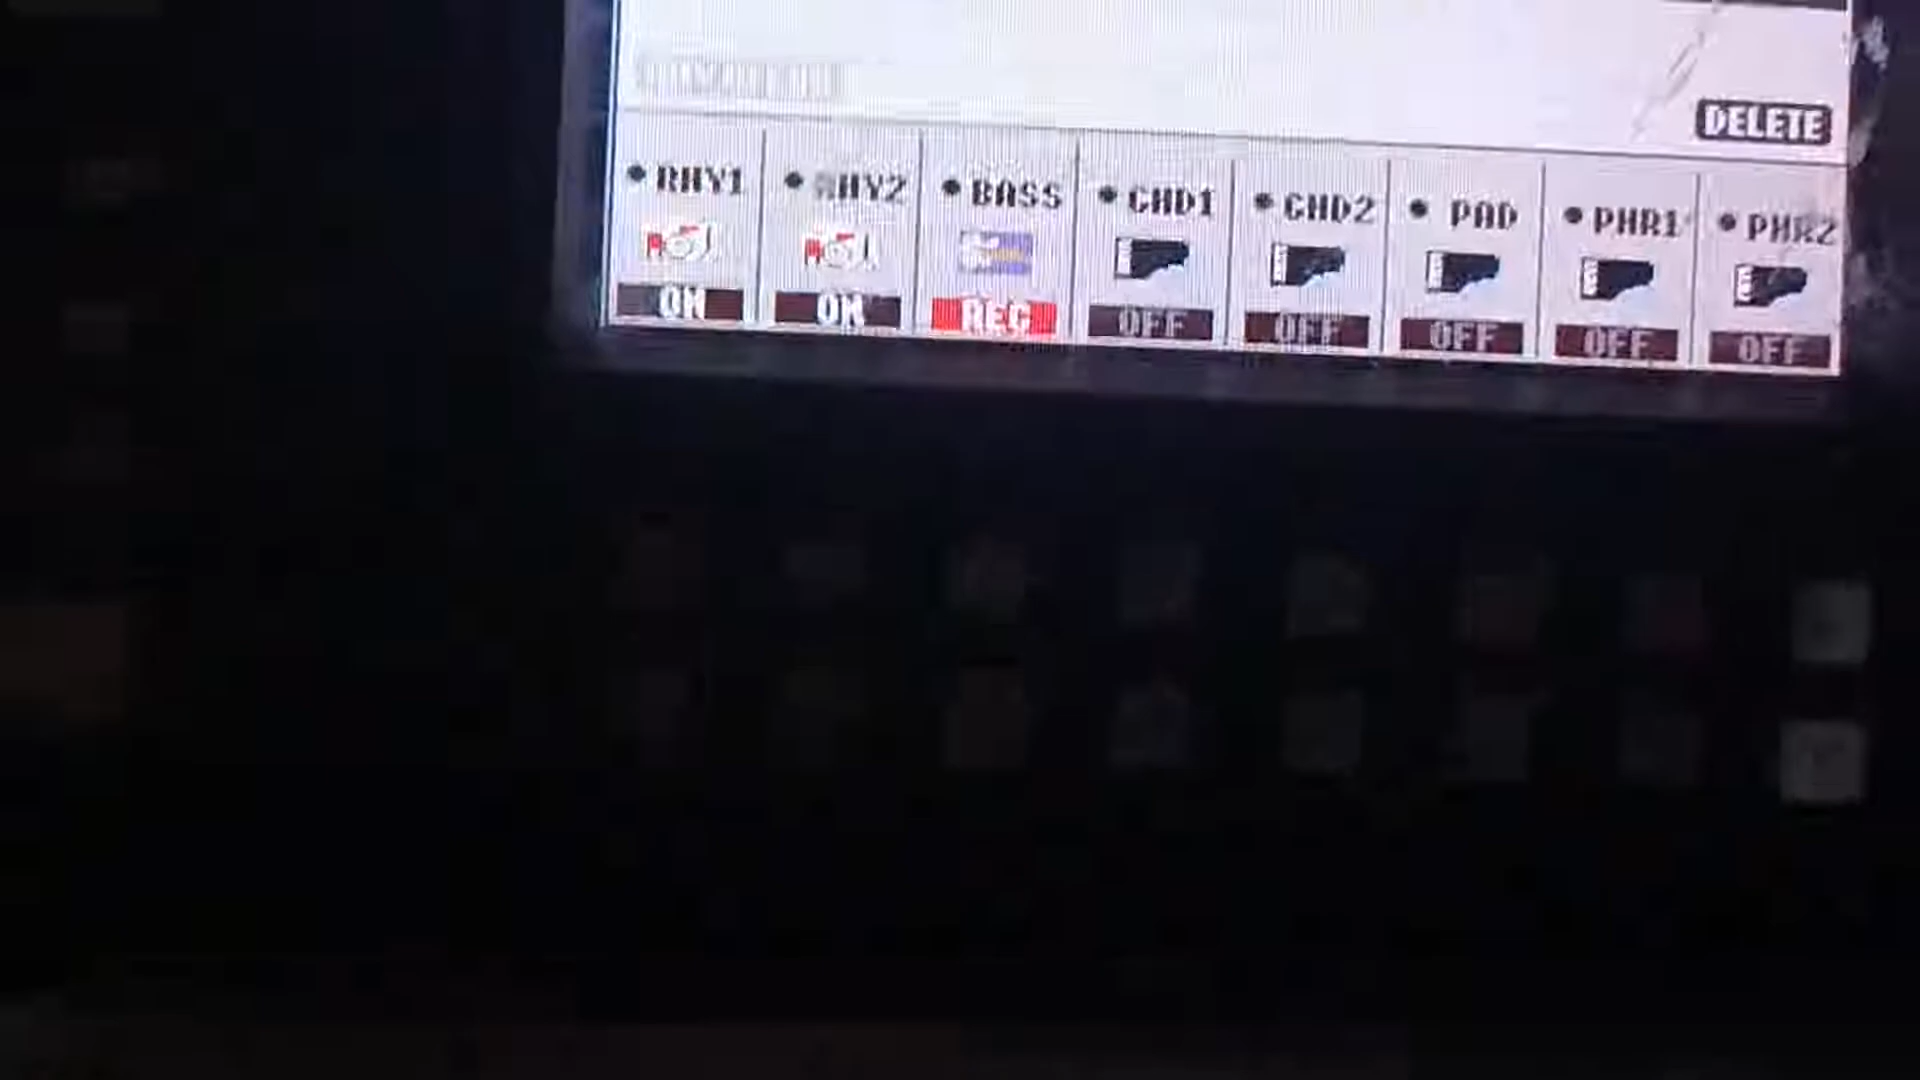 DELETE
RHY1 RHY2 BASS CHD1 CHD2 PAD PHR1 PHR2
ON ON REC OFF OFF OFF OFF OFF